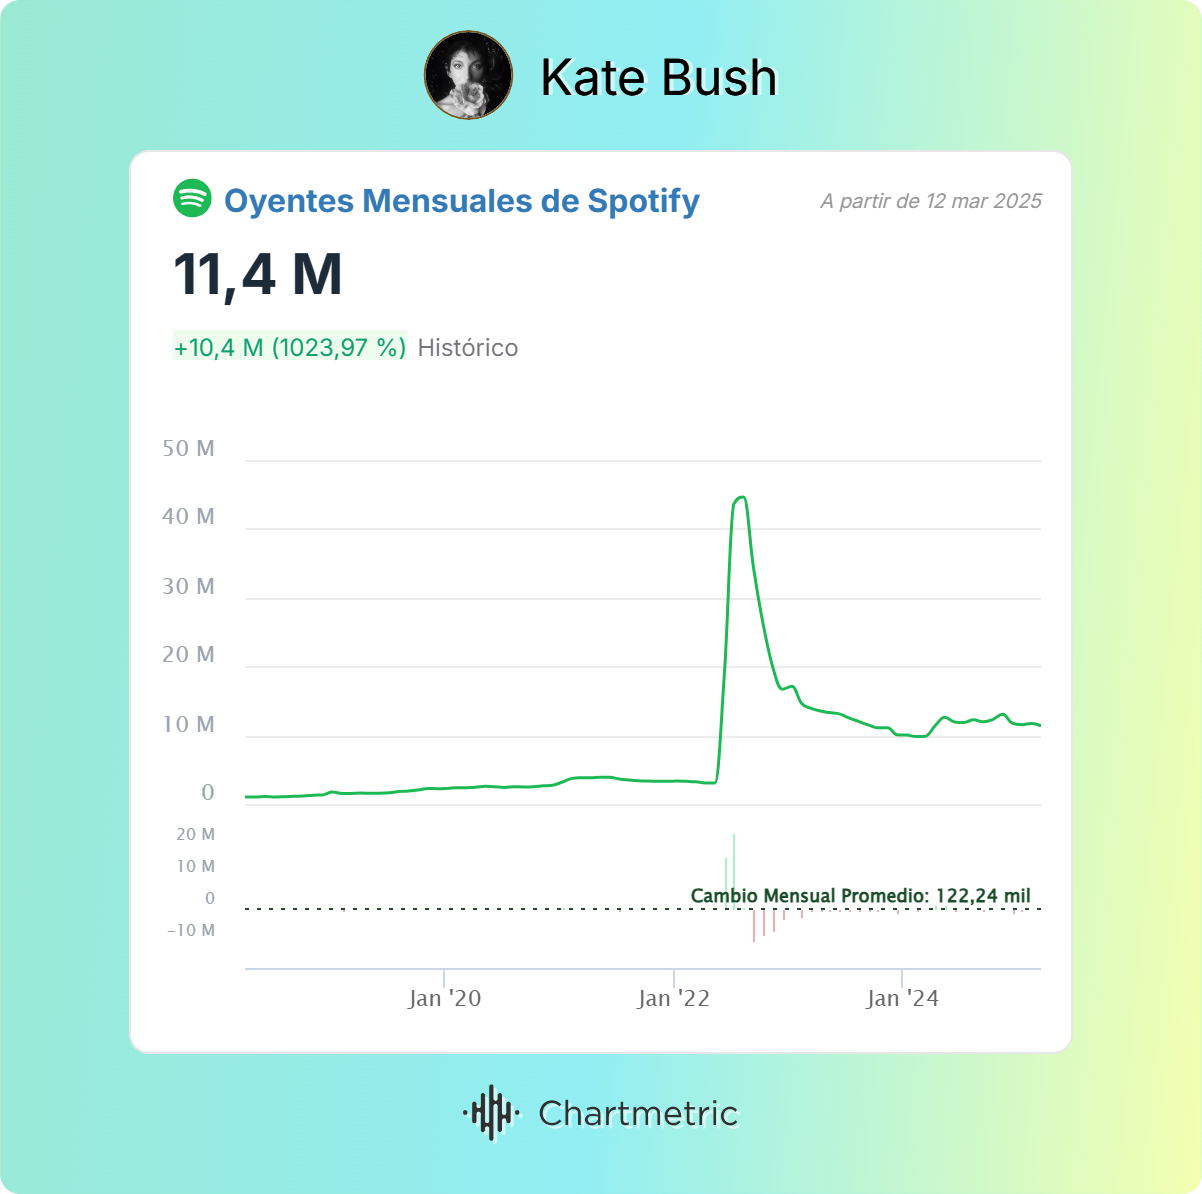 Kate Bush
Oyentes Mensuales de Spotify
A partir de 12 mar 2025
11,4 M
+10,4 M (1023,97 %) Histórico
50 M
40 M
30 M
20 M
10 M
0
20 M
10 M
0
-10 M
Cambio Mensual Promedio: 122,24 mil
Jan '20
Jan '22
Jan '24
Chartmetric